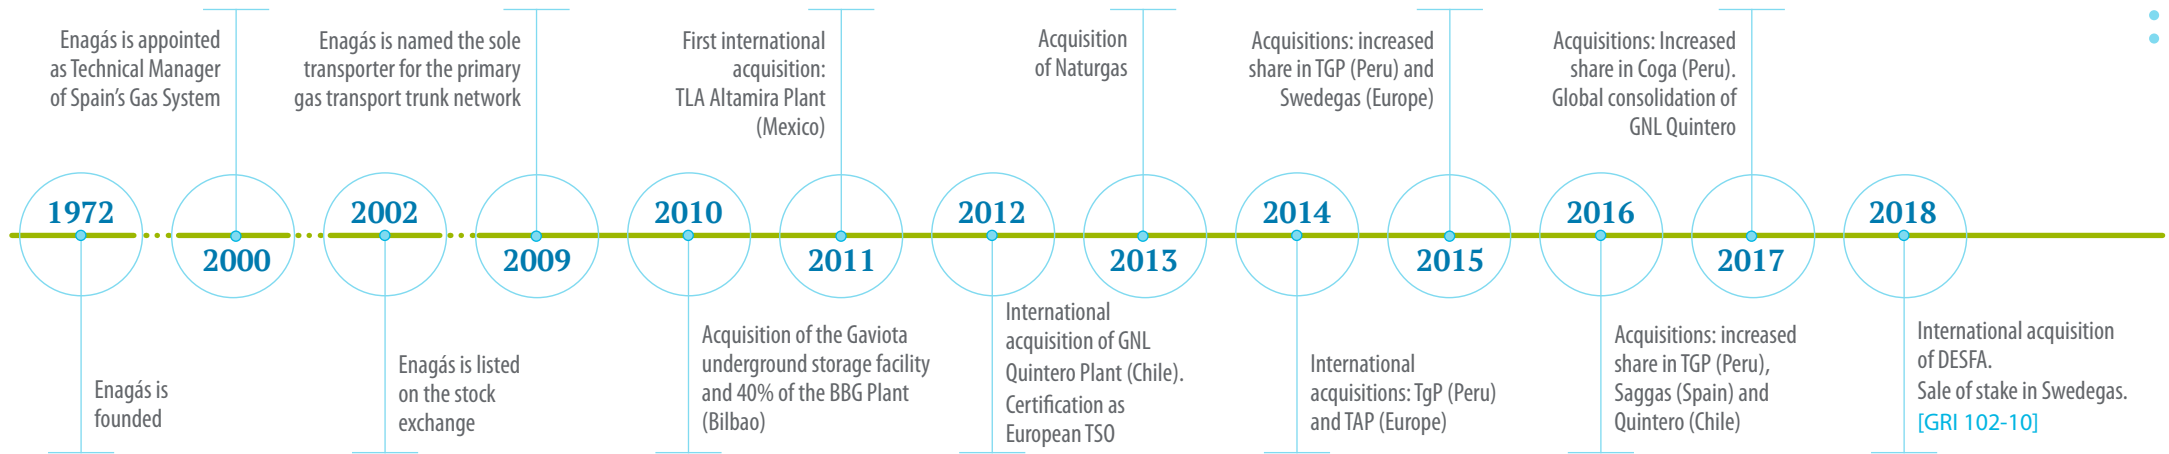 Enagás is appointed
as Technical Manager
of Spain's Gas System
Enagás is named the sole
transporter for the primary
gas transport trunk network
First international
acquisition:
TLA Altamira Plant
(Mexico)
Acquisition
of Naturgas
Acquisitions: increased
share in TGP (Peru) and
Swedegas (Europe)
Acquisitions: Increased
share in Coga (Peru).
Global consolidation of
GNL Quintero
1972
2000
2002
2009
2010
2011
2012
2013
2014
2015
2016
2017
2018
Enagás is
founded
Enagás is listed
on the stock
exchange
Acquisition of the Gaviota
underground storage facility
and 40% of the BBG Plant
(Bilbao)
International
acquisition of GNL
Quintero Plant (Chile).
Certification as
European TSO
International
acquisitions: TgP (Peru)
and TAP (Europe)
Acquisitions: increased
share in TGP (Peru),
Saggas (Spain) and
Quintero (Chile)
International acquisition
of DESFA.
Sale of stake in Swedegas.
[GRI 102-10]